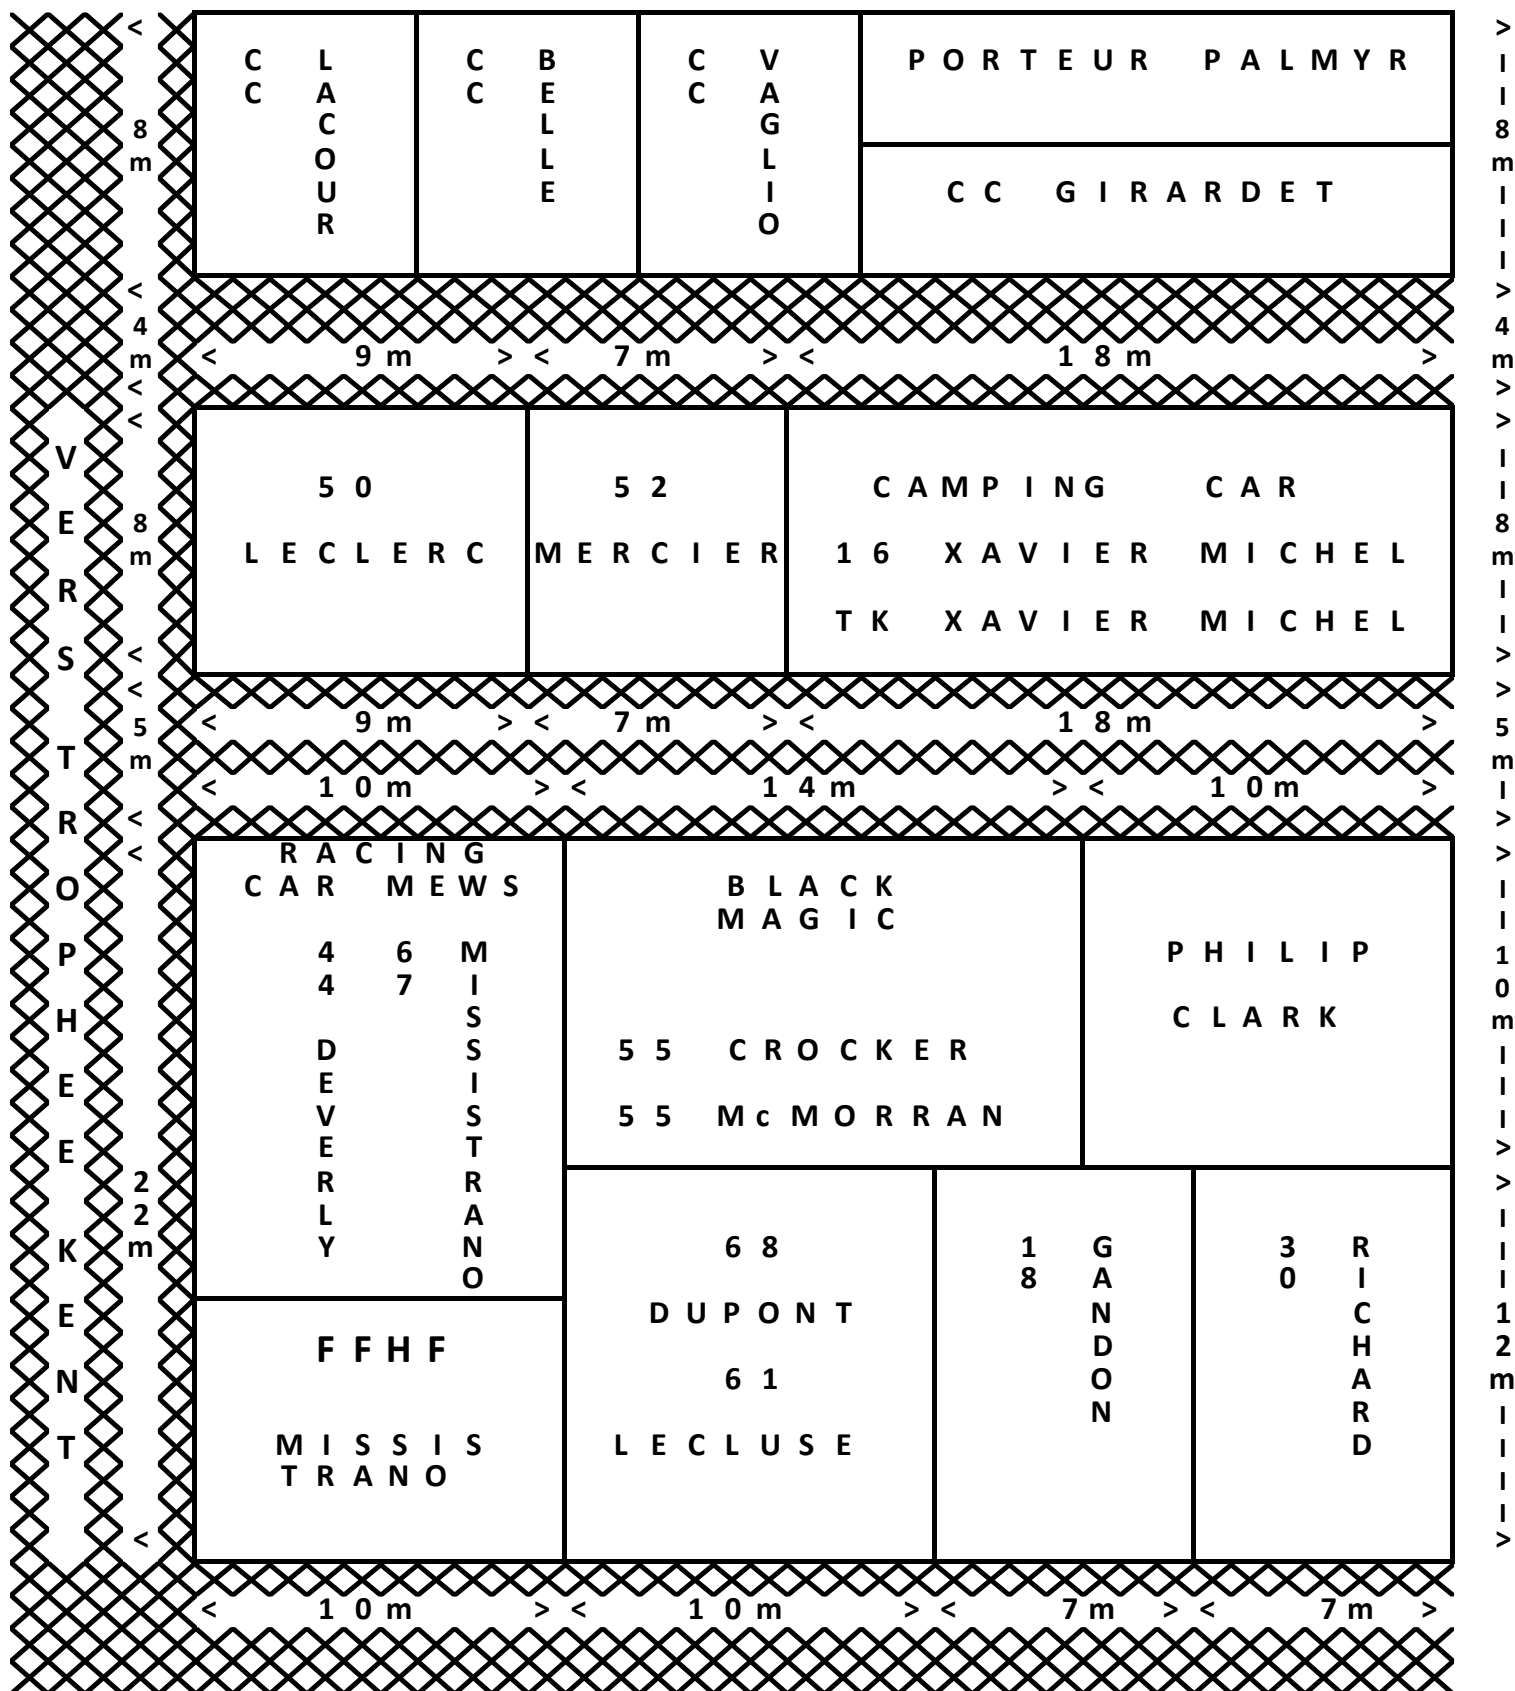 VERS TROPHEE KENT
< 8m <
4m <
< 8m <
< 5m <
< 22m <
CC LACOUR
CC BELLE
CC VAGLIO
PORTEUR PALMYR
CC GIRARDET
< 9m > < 7m > < 18m >
50
LECLERC
52
MERCIER
CAMPING CAR
16 XAVIER MICHEL
TK XAVIER MICHEL
< 9m > < 7m > < 18m >
< 10m > < 14m > < 10m >
RACING
CAR MEWS
44 DEVERLY
67
MISSISTRANO
BLACK
MAGIC
55 CROCKER
55 McMORRAN
PHILIP
CLARK
FFHF
MISSIS
TRANO
68
DUPONT
61
LECLUSE
18 GANDON
30 RICHARD
< 10m > < 10m > < 7m > < 7m >
> I I 8m I I I >
4m >
> I I 8m I I >
> 5m I >
> I I 10m I I I >
> I I I 12m I I I I >